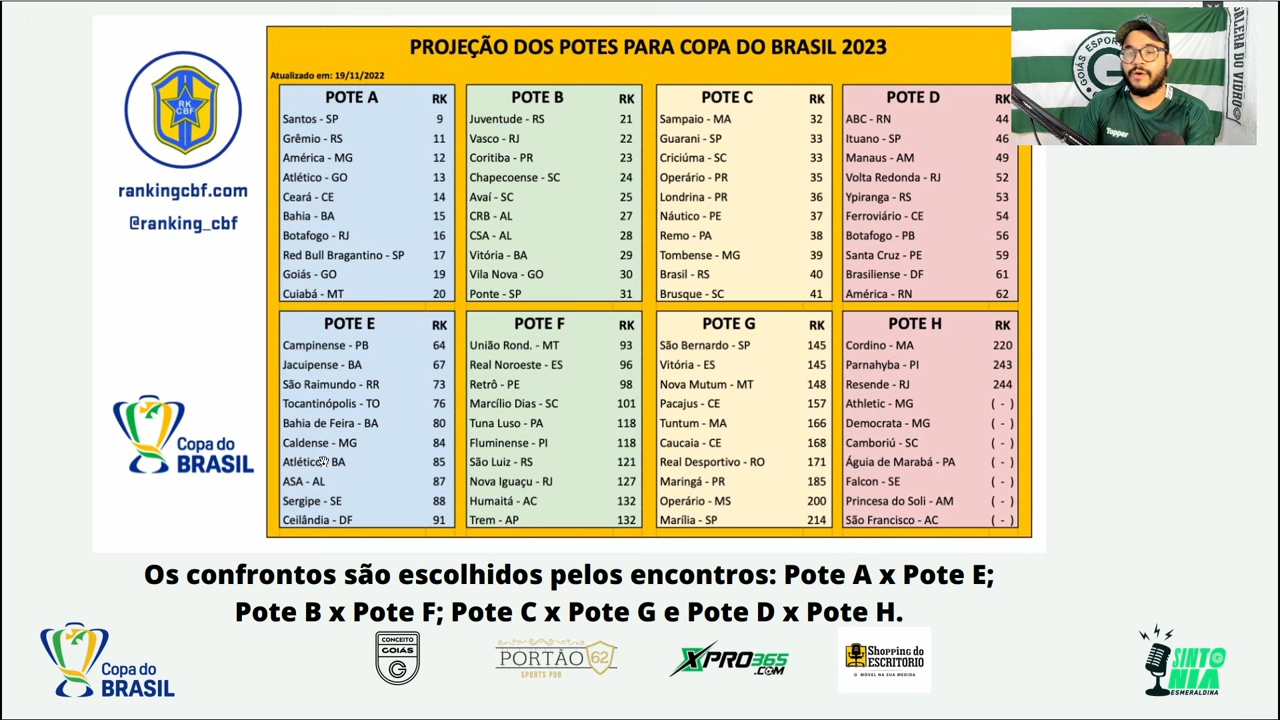 PROJEÇÃO DOS POTES PARA COPA DO BRASIL 2023
Atualizado em: 19/11/2022
RK
CBF
rankingcbf.com
@ranking_cbf
POTE A RK
Santos - SP 9
Grêmio - RS 11
América - MG 12
Atlético - GO 13
Ceará - CE 14
Bahia - BA 15
Botafogo - RJ 16
Red Bull Bragantino - SP 17
Goiás - GO 19
Cuiabá - MT 20
POTE B RK
Juventude - RS 21
Vasco - RJ 22
Coritiba - PR 23
Chapecoense - SC 24
Avaí - SC 25
CRB - AL 27
CSA - AL 28
Vitória - BA 29
Vila Nova - GO 30
Ponte - SP 31
POTE C RK
Sampaio - MA 32
Guarani - SP 33
Criciúma - SC 33
Operário - PR 35
Londrina - PR 36
Náutico - PE 37
Remo - PA 38
Tombense - MG 39
Brasil - RS 40
Brusque - SC 41
POTE D RK
ABC - RN 44
Ituano - SP 46
Manaus - AM 49
Volta Redonda - RJ 52
Ypiranga - RS 53
Ferroviário - CE 54
Botafogo - PB 56
Santa Cruz - PE 59
Brasiliense - DF 61
América - RN 62
POTE E RK
Campinense - PB 64
Jacuipense - BA 67
São Raimundo - RR 73
Tocantinópolis - TO 76
Bahia de Feira - BA 80
Caldense - MG 84
Atlético BA 85
ASA - AL 87
Sergipe - SE 88
Ceilândia - DF 91
POTE F RK
União Rond. - MT 93
Real Noroeste - ES 96
Retrô - PE 98
Marcílio Dias - SC 101
Tuna Luso - PA 118
Fluminense - PI 118
São Luiz - RS 121
Nova Iguaçu - RJ 127
Humaitá - AC 132
Trem - AP 132
POTE G RK
São Bernardo - SP 145
Vitória - ES 145
Nova Mutum - MT 148
Pacajus - CE 157
Tuntum - MA 166
Caucaia - CE 168
Real Desportivo - RO 171
Maringá - PR 185
Operário - MS 200
Marília - SP 214
POTE H RK
Cordino - MA 220
Parnahyba - PI 243
Resende - RJ 244
Athletic - MG ( - )
Democrata - MG ( - )
Camboriú - SC ( - )
Águia de Marabá - PA ( - )
Falcon - SE ( - )
Princesa do Soli - AM ( - )
São Francisco - AC ( - )
GOIÁS ESPOR
GALERA DO VIDRO
Topper
Copa do
BRASIL
Os confrontos são escolhidos pelos encontros: Pote A x Pote E;
Pote B x Pote F; Pote C x Pote G e Pote D x Pote H.
Copa do
BRASIL
CONCEITO
GOIÁS
PORTÃO 62
SPORTS PUB
XPRO365
.COM
Shopping do
ESCRITÓRIO
O MÓVEL NA SUA MEDIDA
SINTO
NIA
ESMERALDINA